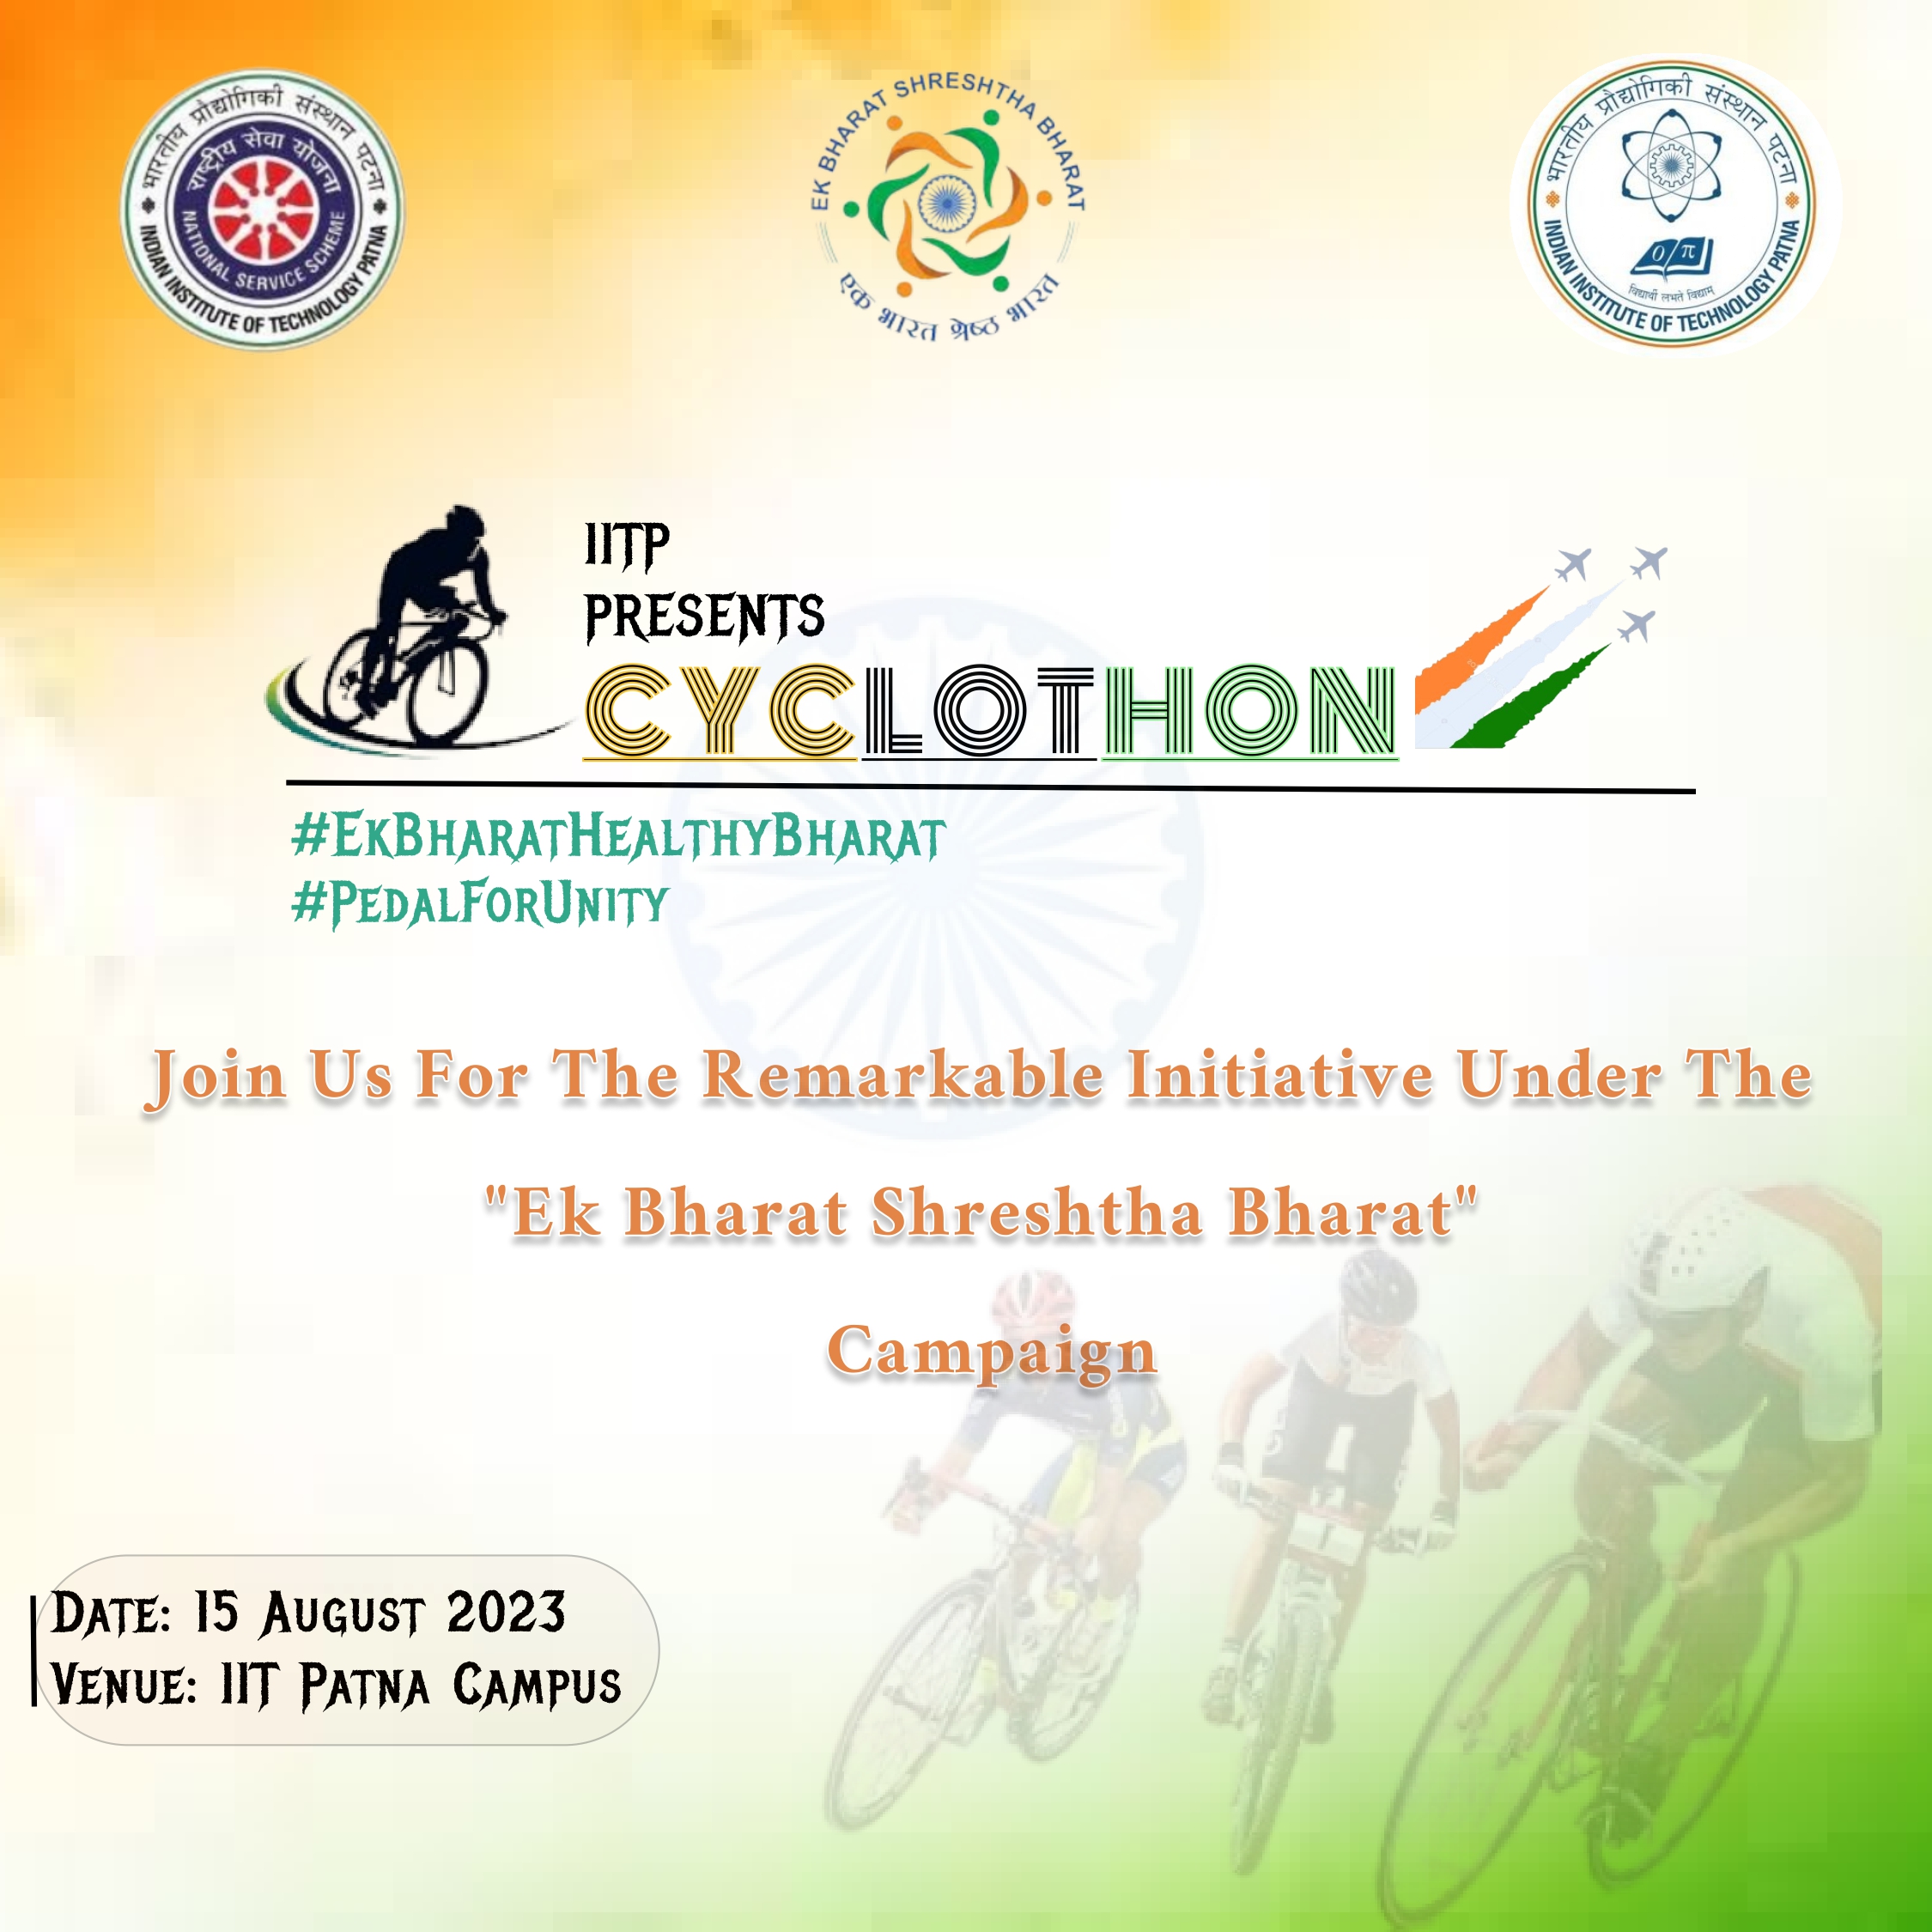 भारतीय प्रौद्योगिकी संस्थान पटना
राष्ट्रीय सेवा योजना
NATIONAL SERVICE SCHEME
INDIAN INSTITUTE OF TECHNOLOGY PATNA
EK BHARAT SHRESHTHA BHARAT
एक भारत श्रेष्ठ भारत
भारतीय प्रौद्योगिकी संस्थान पटना
0/π
विद्यार्थी लभते विद्याम्
INDIAN INSTITUTE OF TECHNOLOGY PATNA
IITP
PRESENTS
CYCLOTHON
#EkBharatHealthyBharat
#PedalForUnity
Join Us For The Remarkable Initiative Under The
"Ek Bharat Shreshtha Bharat"
Campaign
Date: 15 August 2023
Venue: IIT Patna Campus